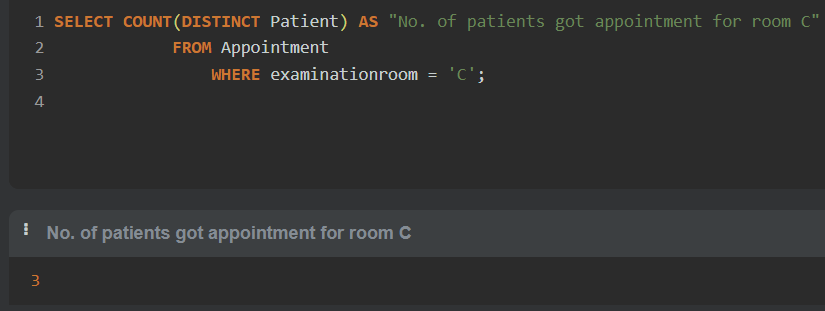 1 SELECT COUNT(DISTINCT Patient) AS "No. of patients got appointment for room C"
2 FROM Appointment
3 WHERE examinationroom = 'C';
4
No. of patients got appointment for room C
3